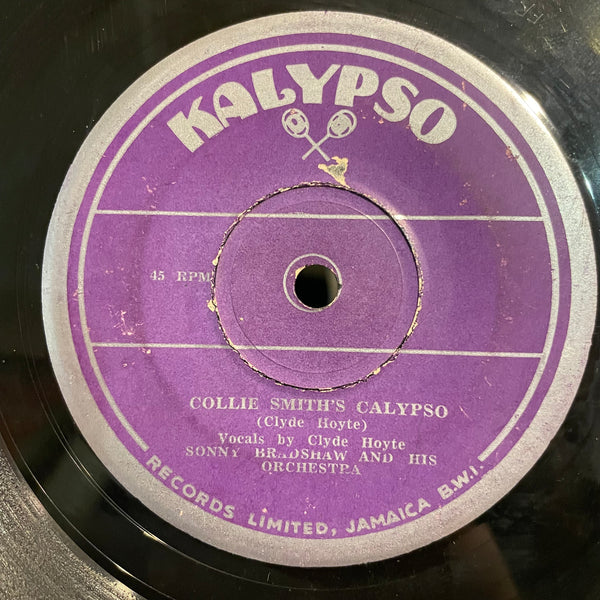 KALYPSO
45 RPM
COLLIE SMITH'S CALYPSO
(Clyde Hoyte)
Vocals by Clyde Hoyte
SONNY BRADSHAW AND HIS
ORCHESTRA
RECORDS LIMITED, JAMAICA B.W.I.